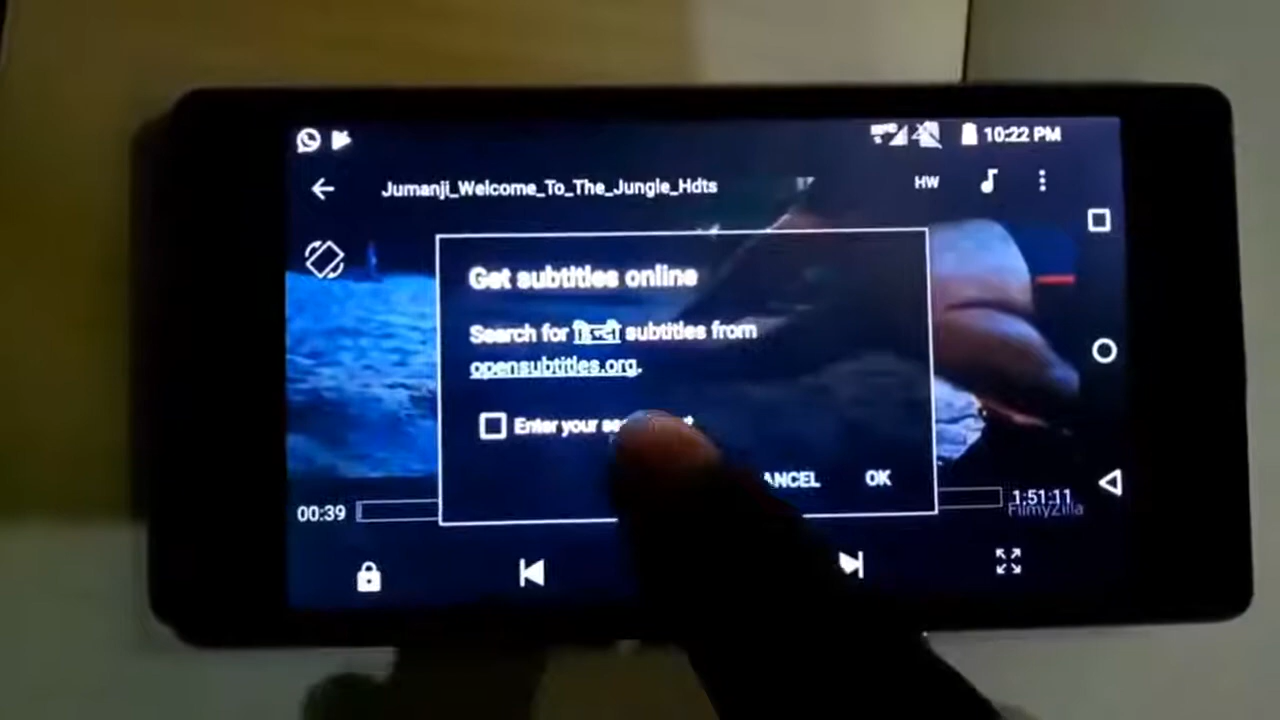 10:22 PM
Jumanji_Welcome_To_The_Jungle_Hdts
HW
Get subtitles online
Search for हिन्दी subtitles from
opensubtitles.org.
Enter your
ANCEL OK
00:39
1:51:11
FilmyZilla